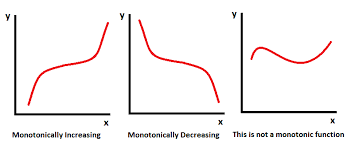 y
x
Monotonically Increasing
y
x
Monotonically Decreasing
y
x
This is not a monotonic function